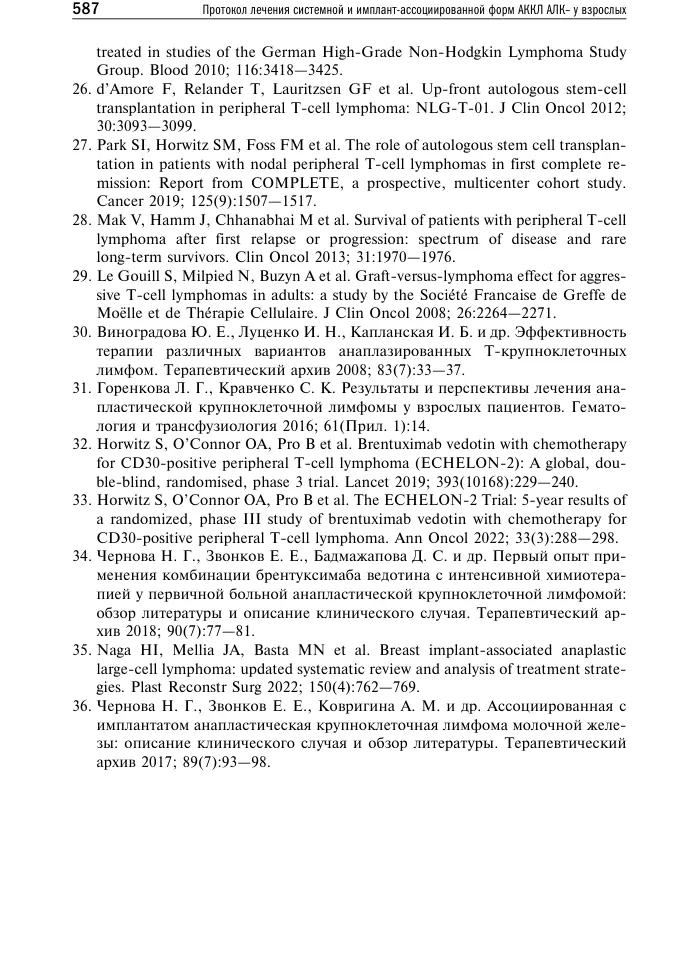 587 Протокол лечения системной и имплант-ассоциированной форм АККЛ АЛК– у взрослых
treated in studies of the German High-Grade Non-Hodgkin Lymphoma Study
Group. Blood 2010; 116:3418—3425.
26. d’Amore F, Relander T, Lauritzsen GF et al. Up-front autologous stem-cell
transplantation in peripheral T-cell lymphoma: NLG-T-01. J Clin Oncol 2012;
30:3093—3099.
27. Park SI, Horwitz SM, Foss FM et al. The role of autologous stem cell transplan-
tation in patients with nodal peripheral T-cell lymphomas in first complete re-
mission: Report from COMPLETE, a prospective, multicenter cohort study.
Cancer 2019; 125(9):1507—1517.
28. Mak V, Hamm J, Chhanabhai M et al. Survival of patients with peripheral T-cell
lymphoma after first relapse or progression: spectrum of disease and rare
long-term survivors. Clin Oncol 2013; 31:1970—1976.
29. Le Gouill S, Milpied N, Buzyn A et al. Graft-versus-lymphoma effect for aggres-
sive T-cell lymphomas in adults: a study by the Société Francaise de Greffe de
Moëlle et de Thérapie Cellulaire. J Clin Oncol 2008; 26:2264—2271.
30. Виноградова Ю. Е., Луценко И. Н., Капланская И. Б. и др. Эффективность
терапии различных вариантов анаплазированных Т-крупноклеточных
лимфом. Терапевтический архив 2008; 83(7):33—37.
31. Горенкова Л. Г., Кравченко С. К. Результаты и перспективы лечения ана-
пластической крупноклеточной лимфомы у взрослых пациентов. Гемато-
логия и трансфузиология 2016; 61(Прил. 1):14.
32. Horwitz S, O’Connor OA, Pro B et al. Brentuximab vedotin with chemotherapy
for CD30-positive peripheral T-cell lymphoma (ECHELON-2): A global, dou-
ble-blind, randomised, phase 3 trial. Lancet 2019; 393(10168):229—240.
33. Horwitz S, O’Connor OA, Pro B et al. The ECHELON-2 Trial: 5-year results of
a randomized, phase III study of brentuximab vedotin with chemotherapy for
CD30-positive peripheral T-cell lymphoma. Ann Oncol 2022; 33(3):288—298.
34. Чернова Н. Г., Звонков Е. Е., Бадмажапова Д. С. и др. Первый опыт при-
менения комбинации брентуксимаба ведотина с интенсивной химиотера-
пией у первичной больной анапластической крупноклеточной лимфомой:
обзор литературы и описание клинического случая. Терапевтический ар-
хив 2018; 90(7):77—81.
35. Naga HI, Mellia JA, Basta MN et al. Breast implant-associated anaplastic
large-cell lymphoma: updated systematic review and analysis of treatment strate-
gies. Plast Reconstr Surg 2022; 150(4):762—769.
36. Чернова Н. Г., Звонков Е. Е., Ковригина А. М. и др. Ассоциированная с
имплантатом анапластическая крупноклеточная лимфома молочной желе-
зы: описание клинического случая и обзор литературы. Терапевтический
архив 2017; 89(7):93—98.